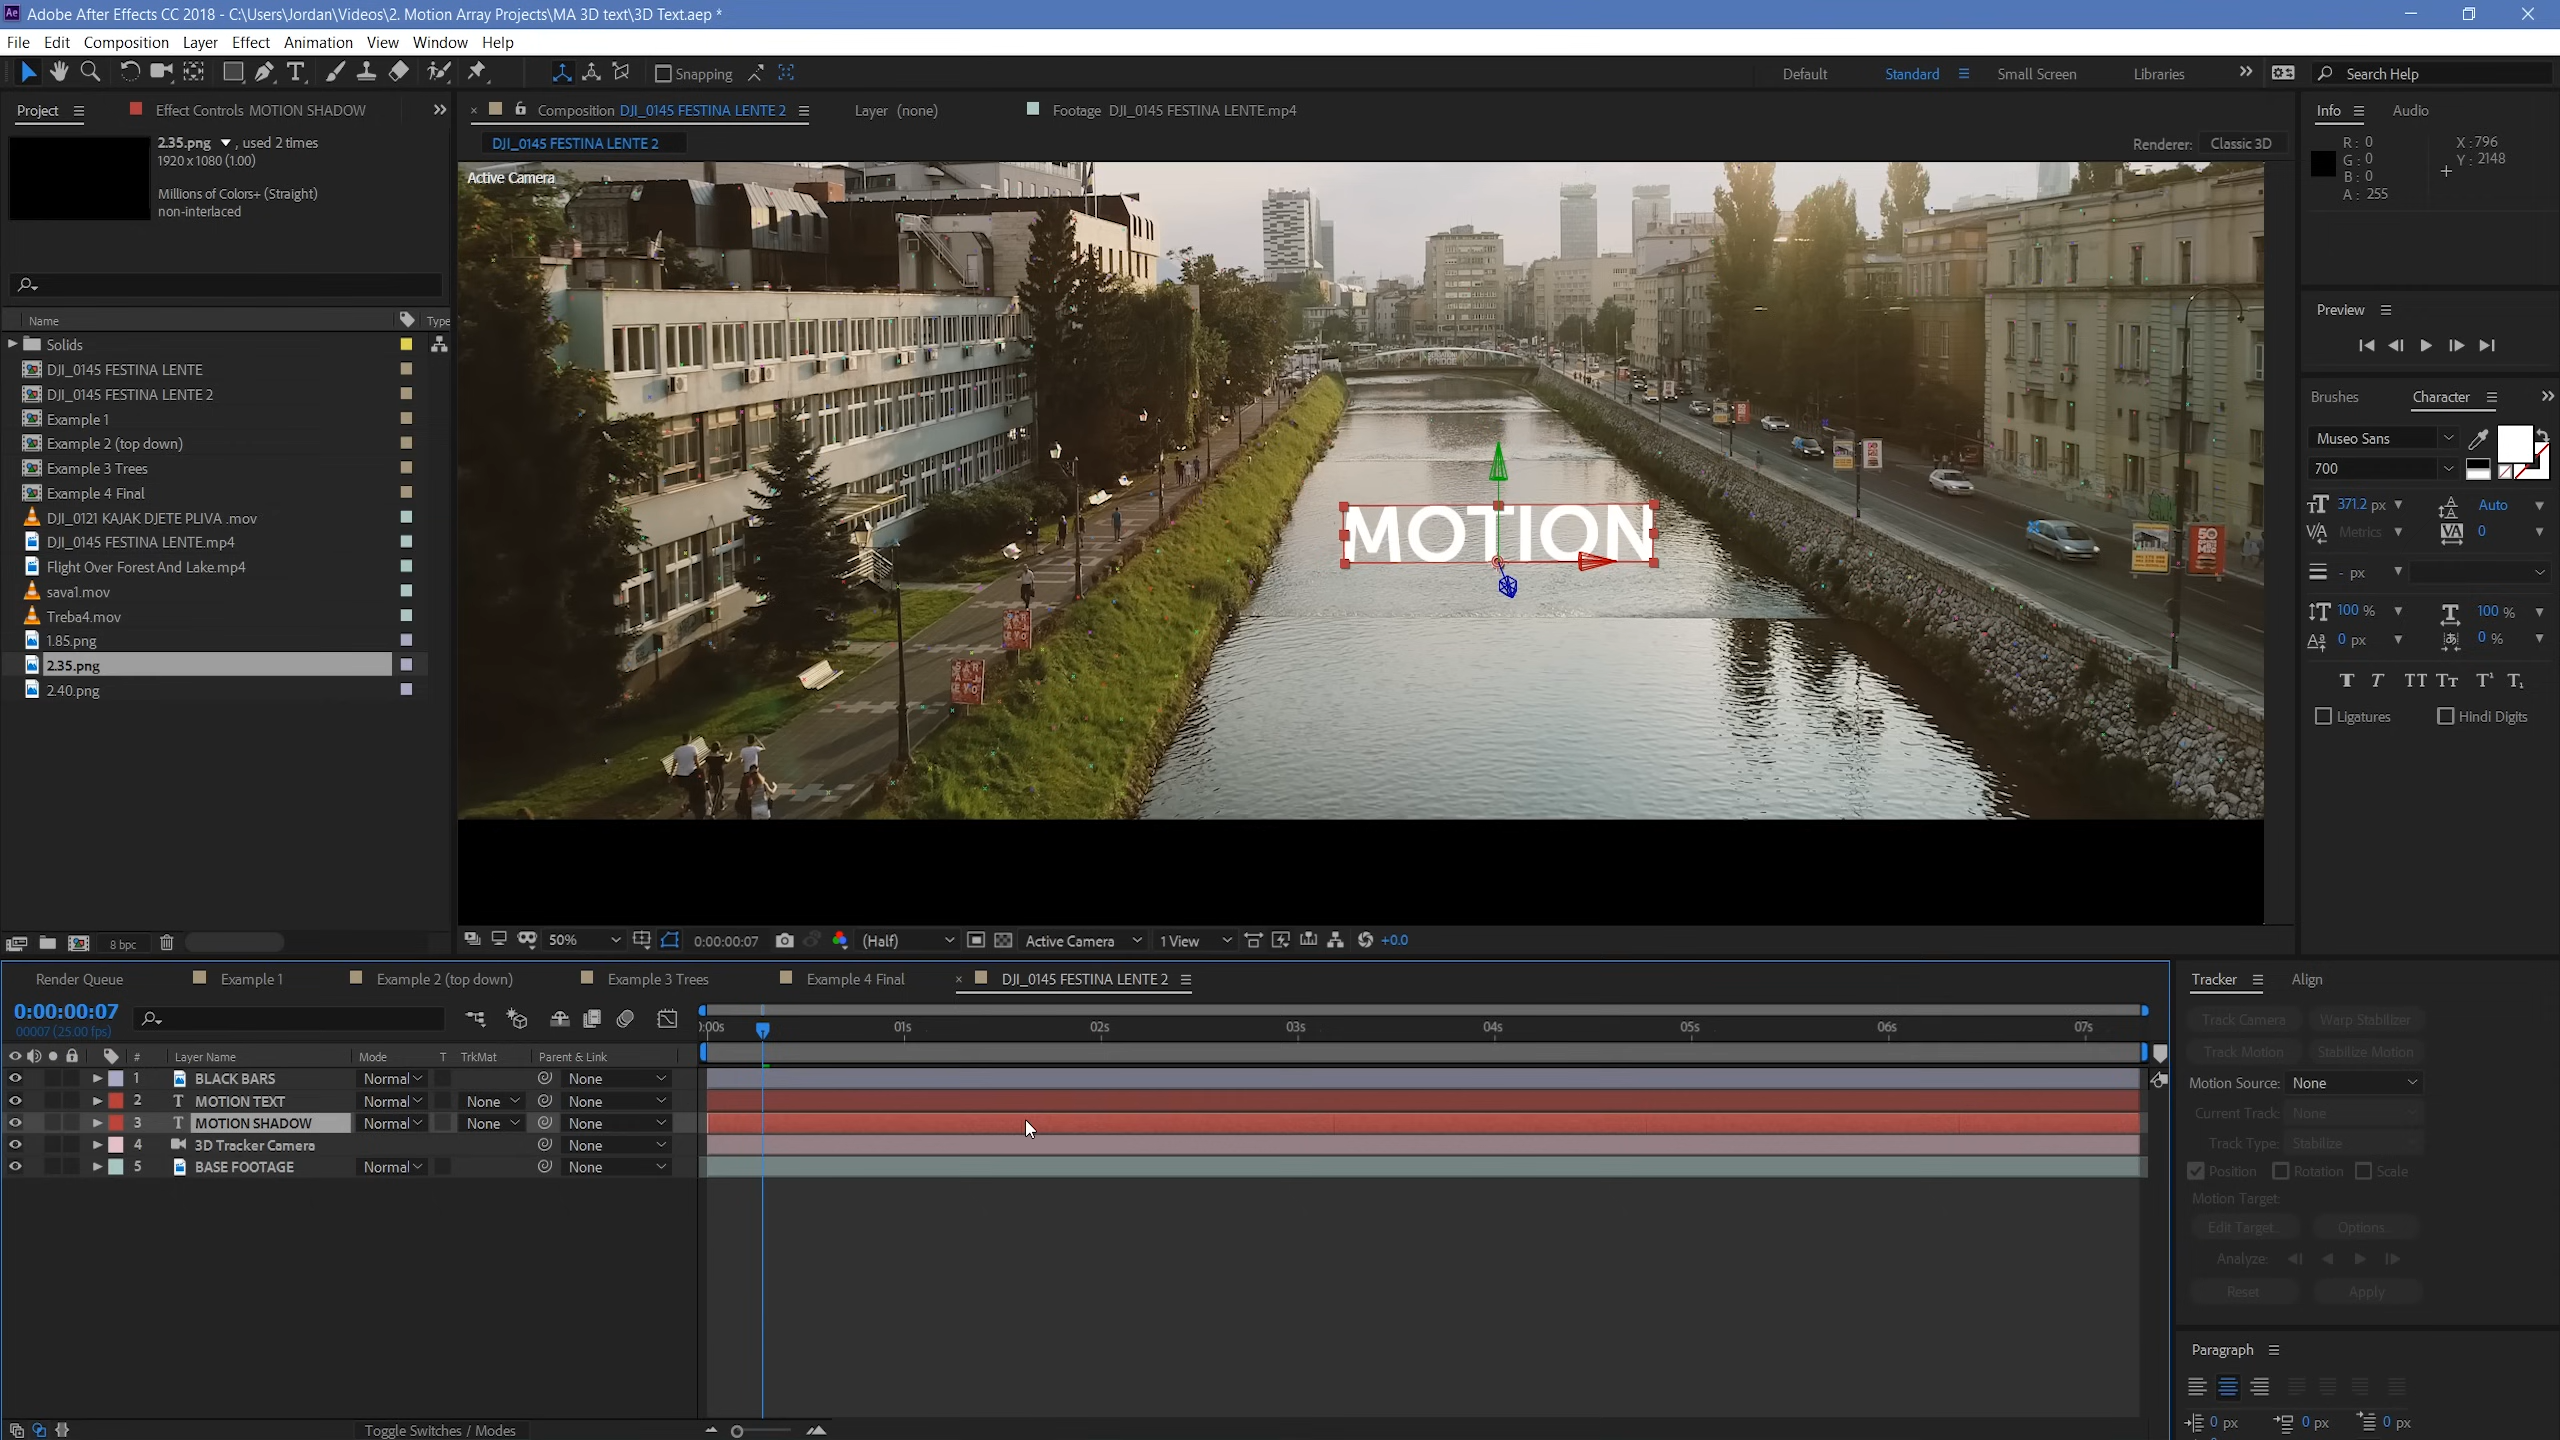 Adobe After Effects CC 2018 - C:\Users\Jordan\Videos\2. Motion Array Projects\MA 3D text\3D Text.aep *
File Edit Composition Layer Effect Animation View Window Help
Snapping
Default Standard Small Screen Libraries Search Help
Project Effect Controls MOTION SHADOW
2.35.png , used 2 times
1920 x 1080 (1.00)
Millions of Colors+ (Straight)
non-interlaced
Name Type
Solids
DJI_0145 FESTINA LENTE
DJI_0145 FESTINA LENTE 2
Example 1
Example 2 (top down)
Example 3 Trees
Example 4 Final
DJI_0121 KAJAK DJETE PLIVA .mov
DJI_0145 FESTINA LENTE.mp4
Flight Over Forest And Lake.mp4
sava1.mov
Treba4.mov
1.85.png
2.35.png
2.40.png
8 bpc
Composition DJI_0145 FESTINA LENTE 2 Layer (none) Footage DJI_0145 FESTINA LENTE.mp4
DJI_0145 FESTINA LENTE 2
Renderer: Classic 3D
Active Camera
MOTION
50% 0:00:00:07 (Half) Active Camera 1 View +0.0
Info Audio
R: 0
G: 0
B: 0
A: 255
X: 796
Y: 2148
Preview
Brushes Character
Museo Sans
700
371.2 px Auto
Metrics 0
- px
100 % 100 %
0 px 0 %
Ligatures Hindi Digits
Render Queue Example 1 Example 2 (top down) Example 3 Trees Example 4 Final DJI_0145 FESTINA LENTE 2
0:00:00:07
00007 (25.00 fps)
):00s 01s 02s 03s 04s 05s 06s 07s
# Layer Name Mode T TrkMat Parent & Link
1 BLACK BARS Normal None
2 MOTION TEXT Normal None None
3 MOTION SHADOW Normal None None
4 3D Tracker Camera None
5 BASE FOOTAGE Normal None
Toggle Switches / Modes
Tracker Align
Track Camera Warp Stabilizer
Track Motion Stabilize Motion
Motion Source: None
Current Track: None
Track Type: Stabilize
Position Rotation Scale
Motion Target:
Edit Target... Options...
Analyze:
Reset Apply
Paragraph
0 px 0 px 0 px